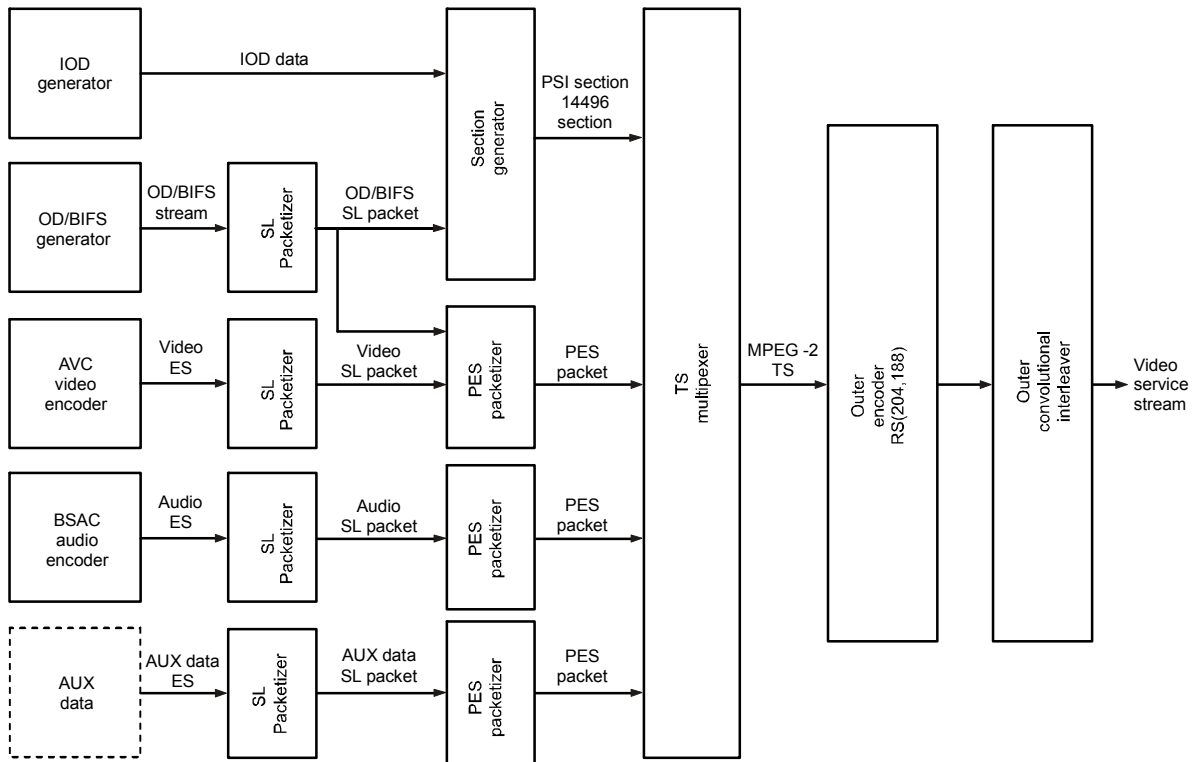 IOD
generator
IOD data
Section
generator
PSI section
14496
section
OD/BIFS
generator
OD/BIFS
stream
SL
Packetizer
OD/BIFS
SL packet
AVC
video
encoder
Video
ES
SL
Packetizer
Video
SL packet
PES
packetizer
PES
packet
BSAC
audio
encoder
Audio
ES
SL
Packetizer
Audio
SL packet
PES
packetizer
PES
packet
AUX
data
AUX data
ES
SL
Packetizer
AUX data
SL packet
PES
packetizer
PES
packet
TS
multipexer
MPEG -2
TS
Outer
encoder
RS(204,188)
Outer
convolutional
interleaver
Video
service
stream